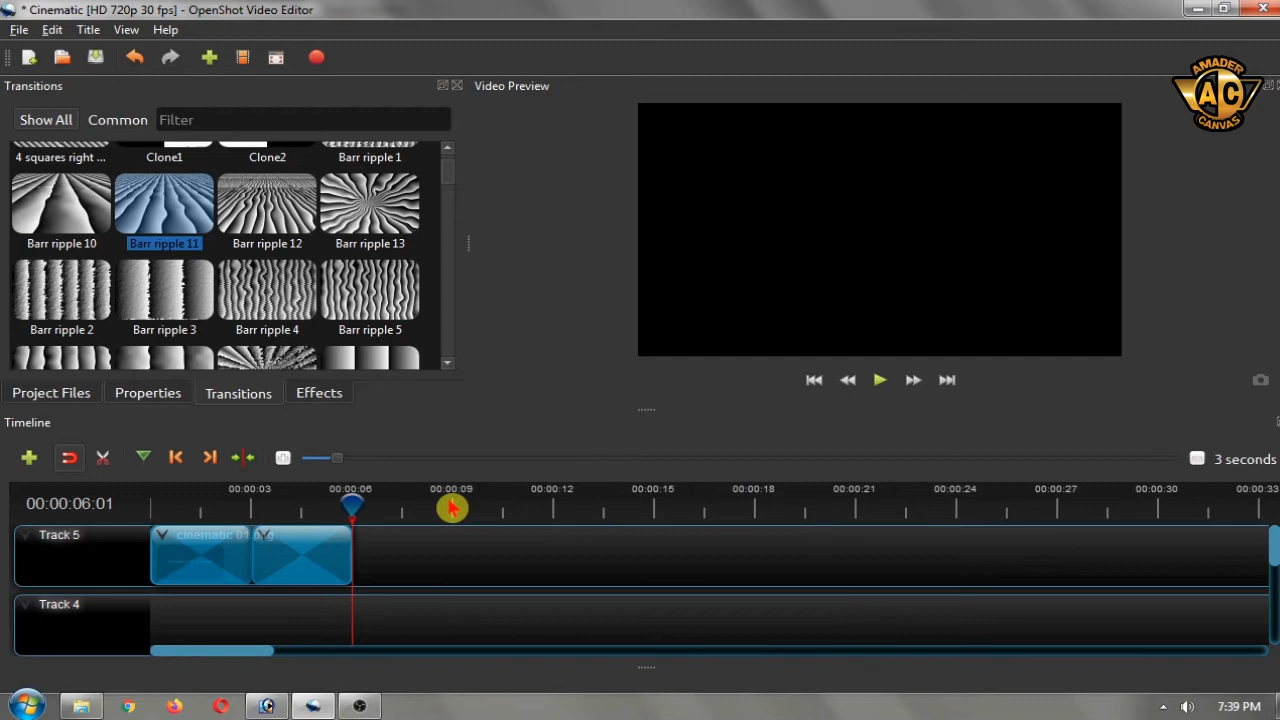 * Cinematic [HD 720p 30 fps] - OpenShot Video Editor
File Edit Title View Help
AMADER
AC
CANVAS
Transitions
Video Preview
Show All Common Filter
4 squares right ... Clone1 Clone2 Barr ripple 1
Barr ripple 10 Barr ripple 11 Barr ripple 12 Barr ripple 13
Barr ripple 2 Barr ripple 3 Barr ripple 4 Barr ripple 5
Project Files Properties Transitions Effects
Timeline
3 seconds
00:00:03 00:00:06 00:00:09 00:00:12 00:00:15 00:00:18 00:00:21 00:00:24 00:00:27 00:00:30 00:00:33
00:00:06:01
Track 5 cinematic 01
Track 4
7:39 PM